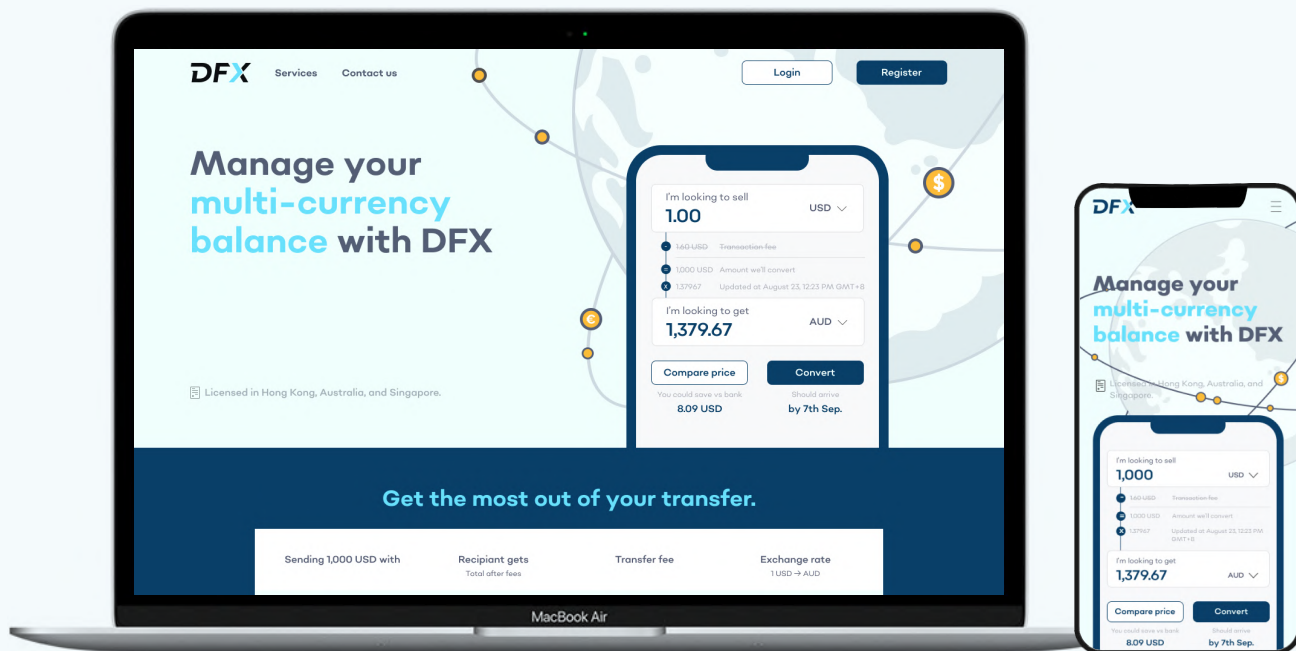 DFX Services Contact us Login Register
Manage your
multi-currency
balance with DFX
Licensed in Hong Kong, Australia, and Singapore.
I'm looking to sell
1.00 USD
1.60 USD Transaction fee
1,000 USD Amount we'll convert
1.37967 Updated at August 23, 12:23 PM GMT+8
I'm looking to get
1,379.67 AUD
Compare price Convert
You could save vs bank Should arrive
8.09 USD by 7th Sep.
Get the most out of your transfer.
Sending 1,000 USD with Recipiant gets Transfer fee Exchange rate
Total after fees 1 USD → AUD
MacBook Air
DFX
Manage your
multi-currency
balance with DFX
Licensed in Hong Kong, Australia, and
Singapore.
I'm looking to sell
1,000 USD
1.60 USD Transaction fee
1,000 USD Amount we'll convert
1.37967 Updated at August 23, 12:23 PM
GMT+8
I'm looking to get
1,379.67 AUD
Compare price Convert
You could save vs bank Should arrive
8.09 USD by 7th Sep.